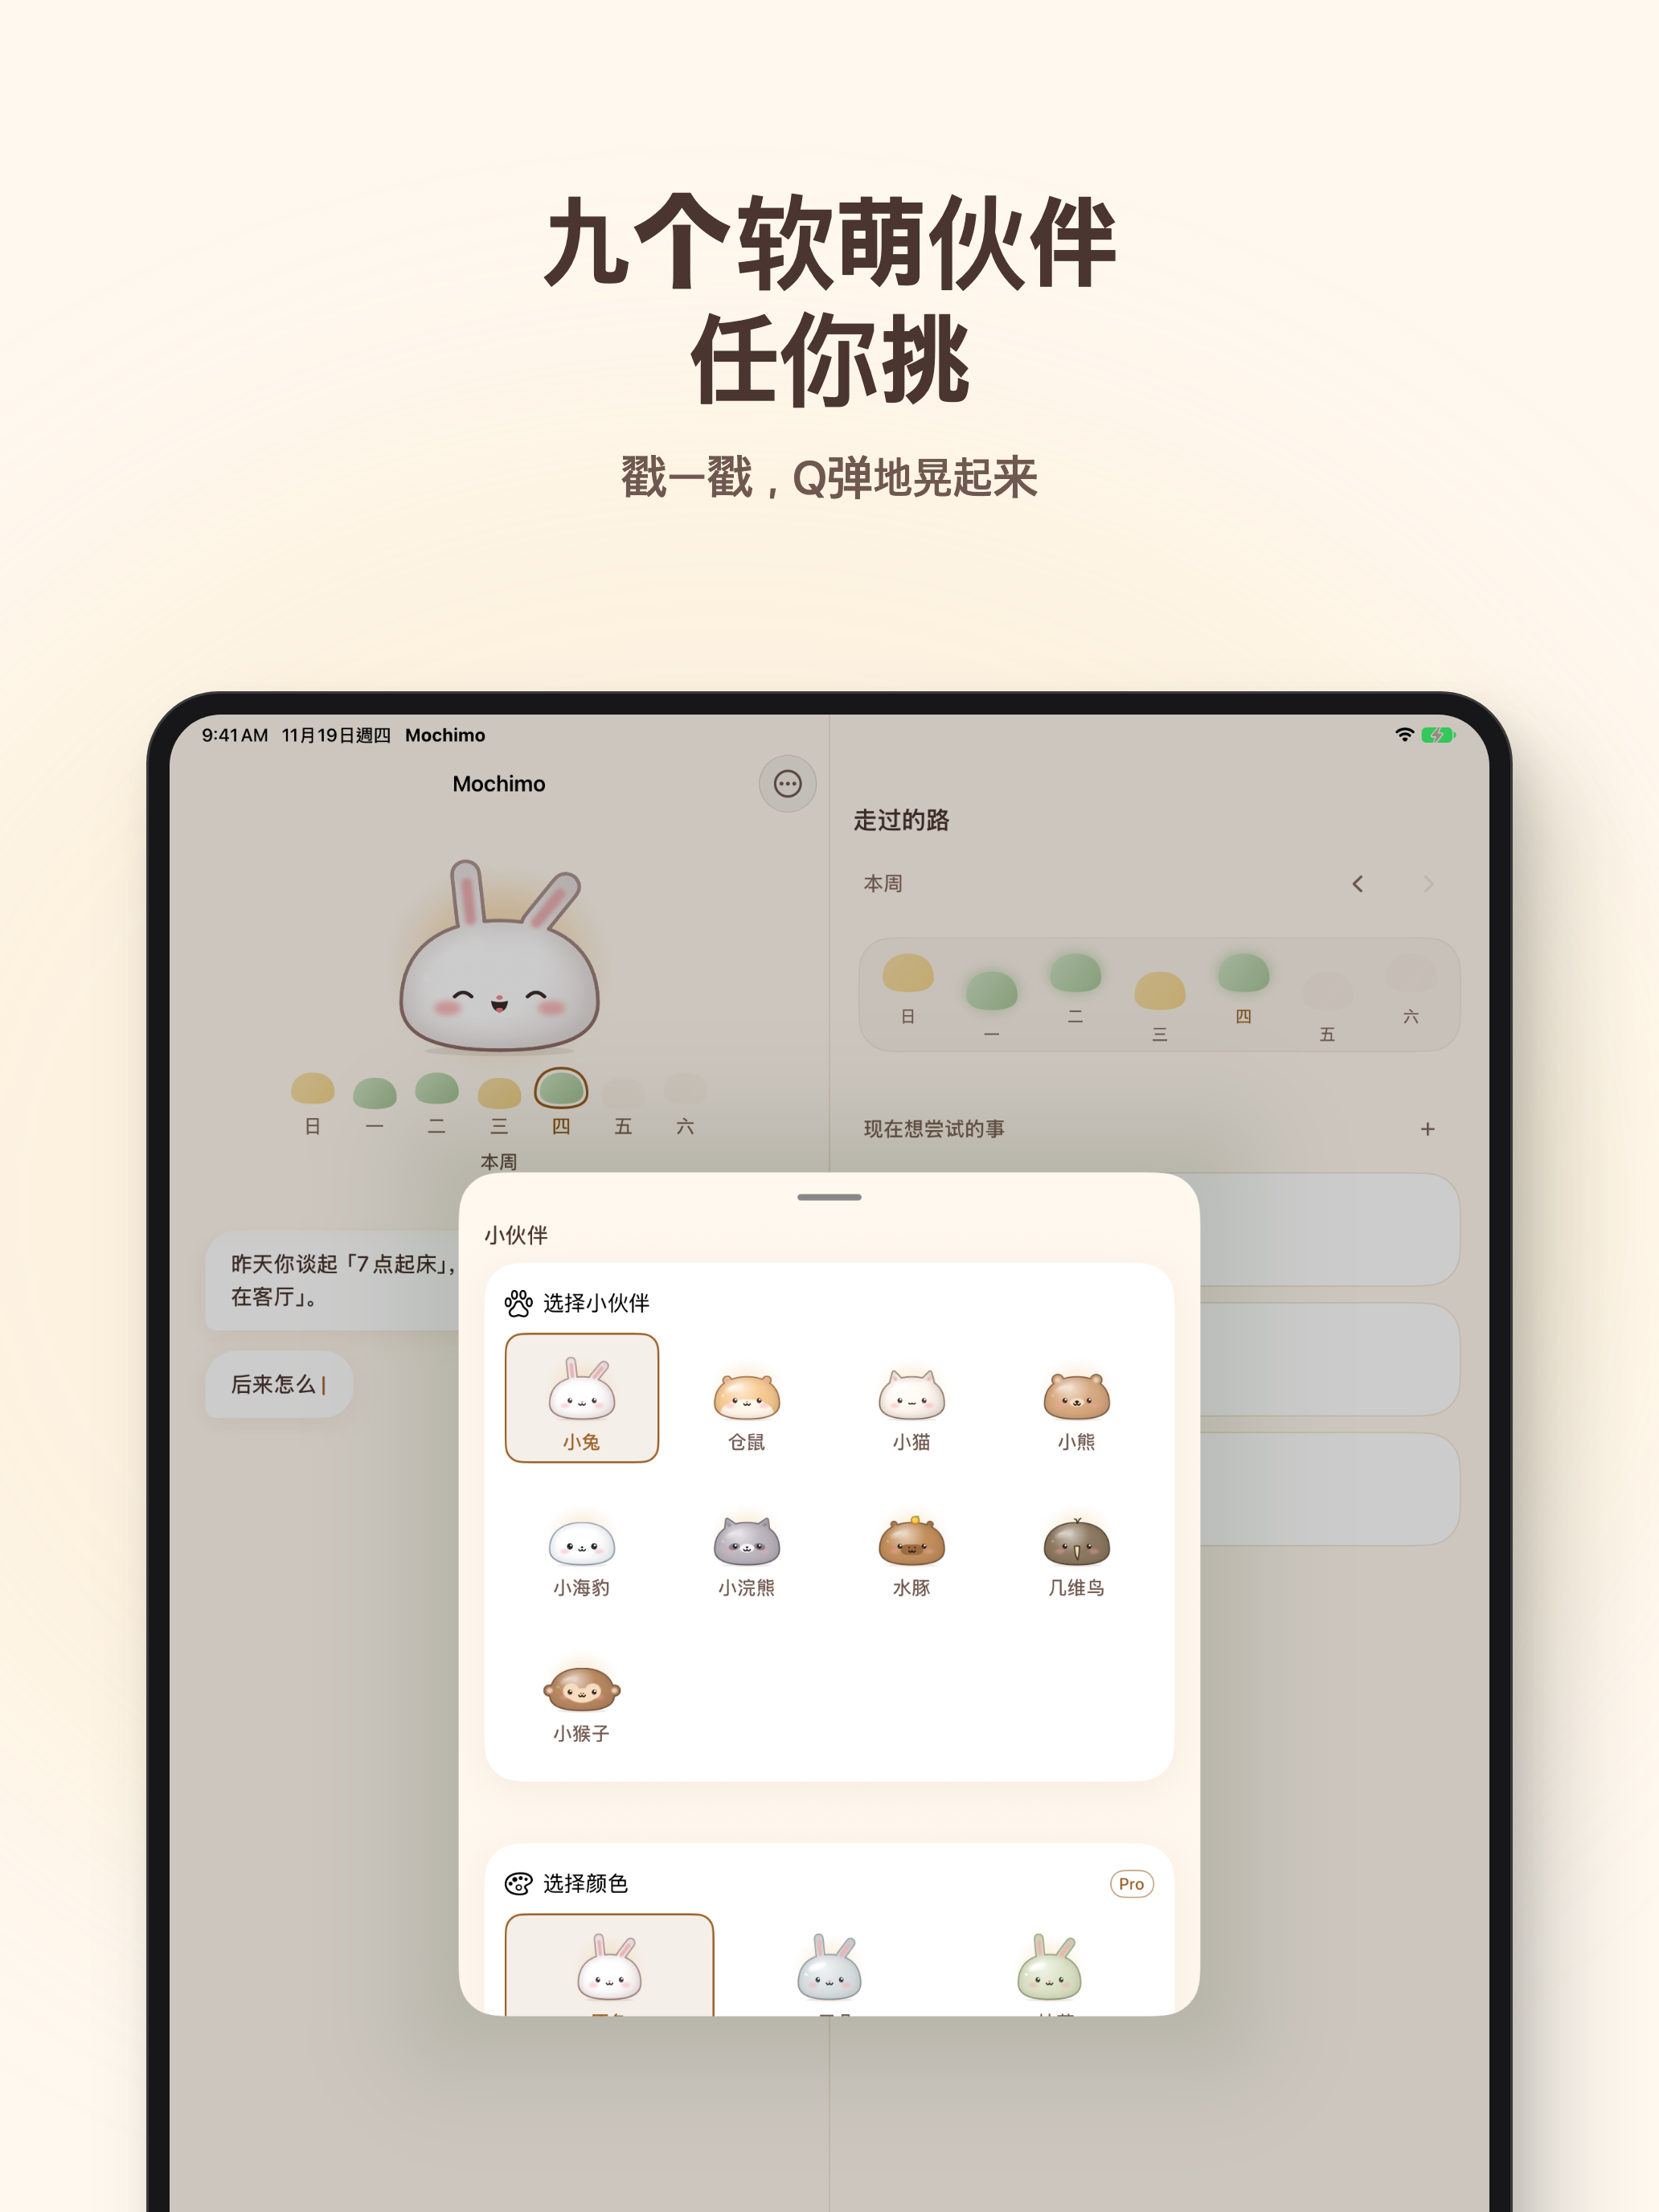 九个软萌伙伴
任你挑
戳一戳，Q弹地晃起来
9:41 AM 11月19日週四 Mochimo
Mochimo
日 一 二 三 四 五 六
本周
昨天你谈起「7 点起床」，
在客厅」。
后来怎么
走过的路
本周
日 一 二 三 四 五 六
现在想尝试的事
小伙伴
选择小伙伴
小兔 仓鼠 小猫 小熊
小海豹 小浣熊 水豚 几维鸟
小猴子
选择颜色 Pro